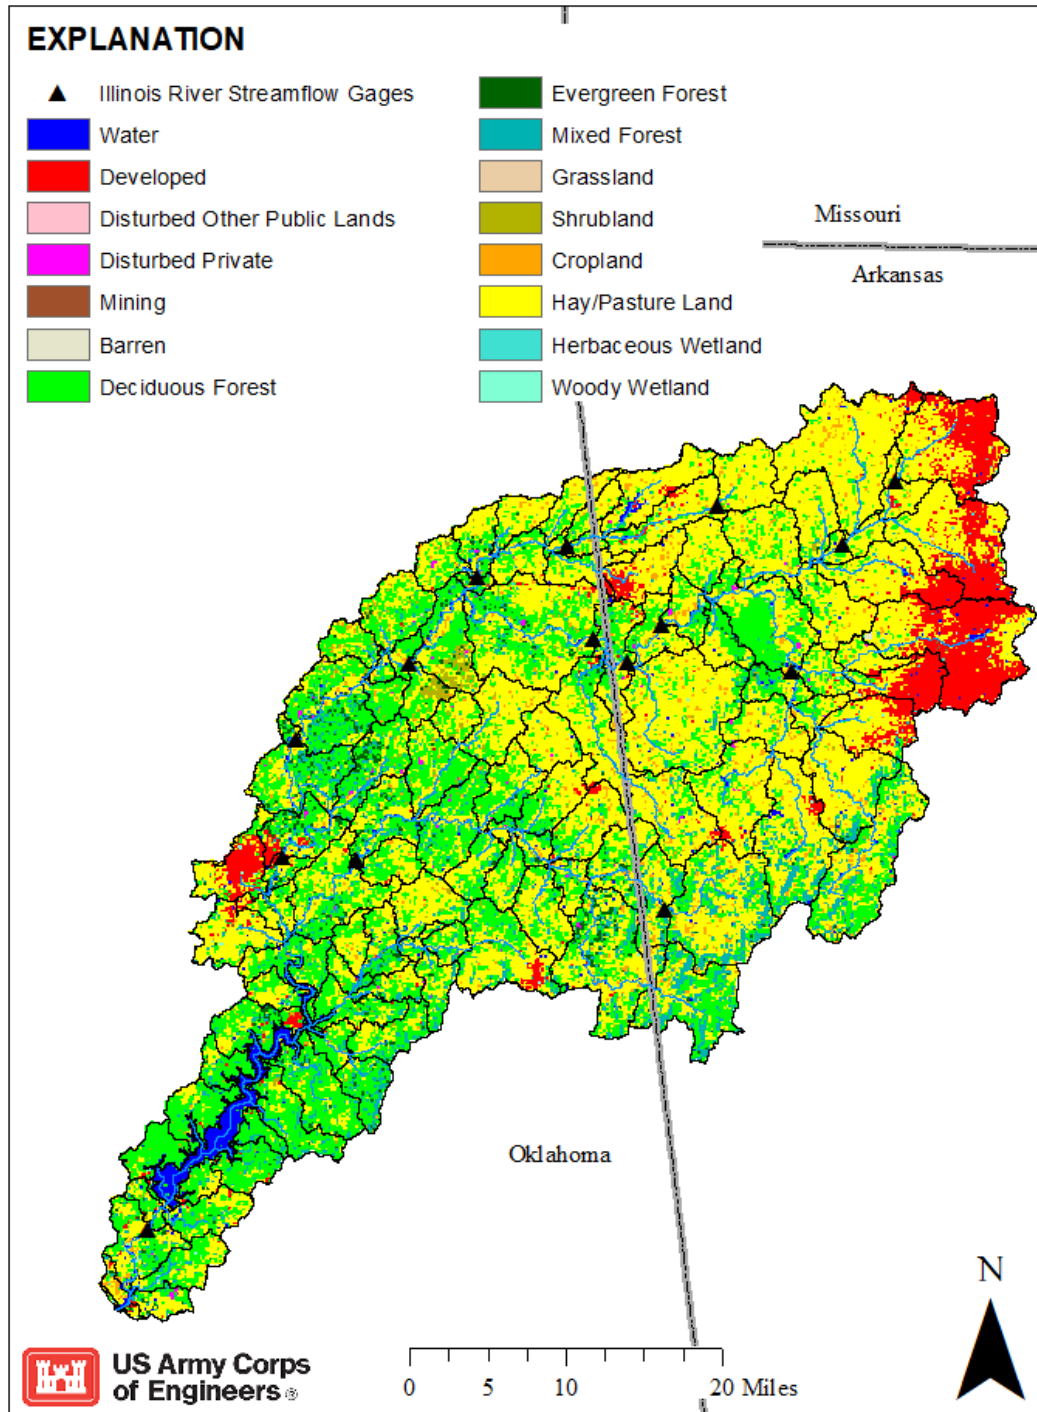 EXPLANATION
Illinois River Streamflow Gages
Water
Developed
Disturbed Other Public Lands
Disturbed Private
Mining
Barren
Deciduous Forest
Evergreen Forest
Mixed Forest
Grassland
Shrubland
Cropland
Hay/Pasture Land
Herbaceous Wetland
Woody Wetland
Missouri
Arkansas
Oklahoma
N
US Army Corps
of Engineers ®
0 5 10 20 Miles